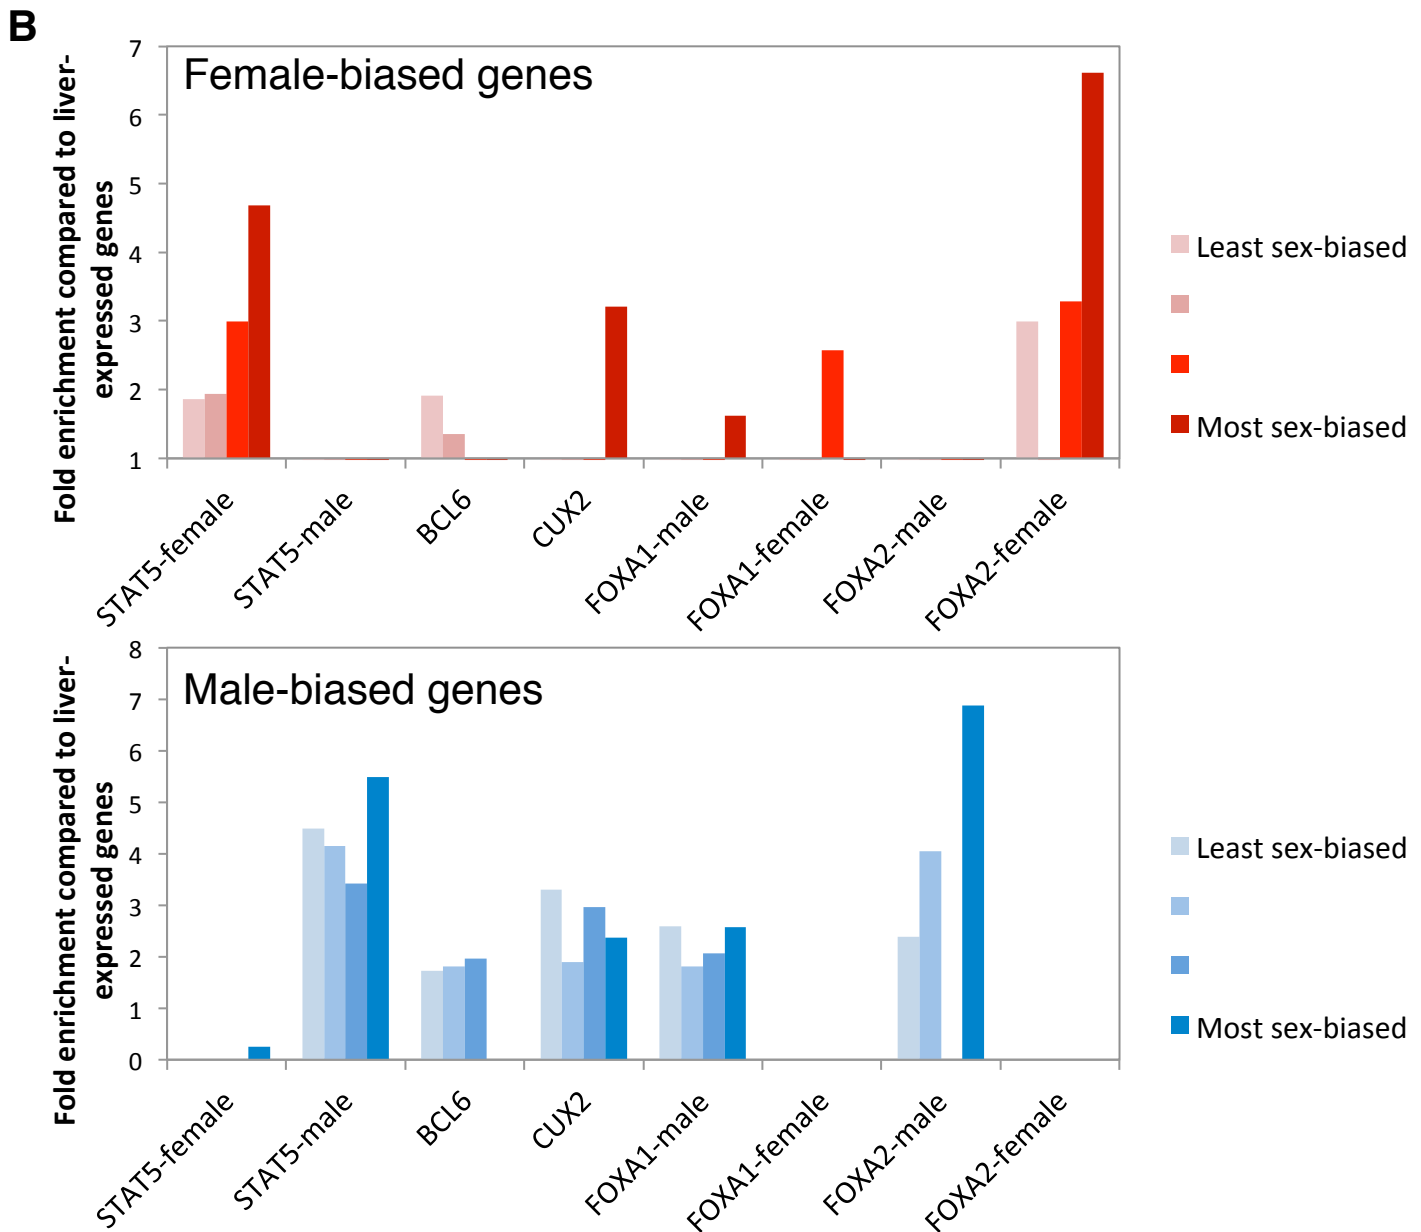 B
Female-biased genes
Fold enrichment compared to liver-
expressed genes
7
6
5
4
3
2
1
STAT5-female
STAT5-male
BCL6
CUX2
FOXA1-male
FOXA1-female
FOXA2-male
FOXA2-female
Least sex-biased
Most sex-biased
Male-biased genes
Fold enrichment compared to liver-
expressed genes
8
7
6
5
4
3
2
1
0
STAT5-female
STAT5-male
BCL6
CUX2
FOXA1-male
FOXA1-female
FOXA2-male
FOXA2-female
Least sex-biased
Most sex-biased